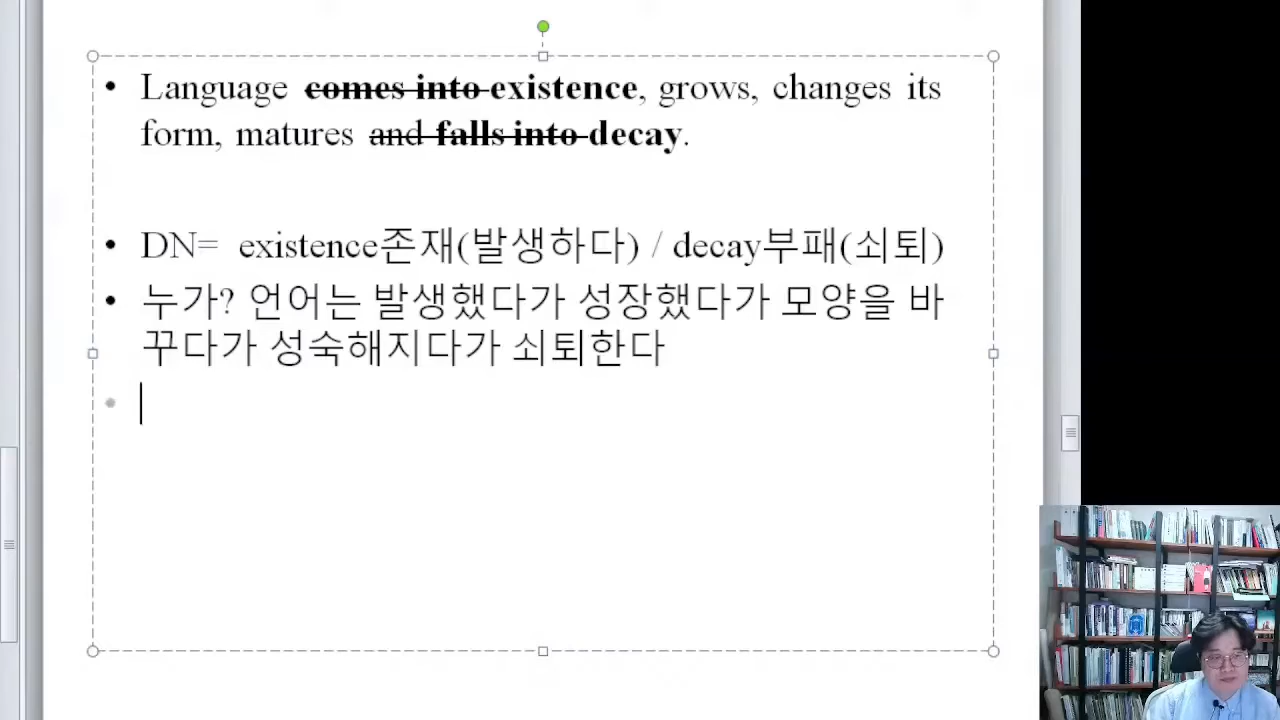 • Language comes into existence, grows, changes its
form, matures and falls into decay.
• DN= existence존재(발생하다) / decay부패(쇠퇴)
• 누가? 언어는 발생했다가 성장했다가 모양을 바
꾸다가 성숙해지다가 쇠퇴한다